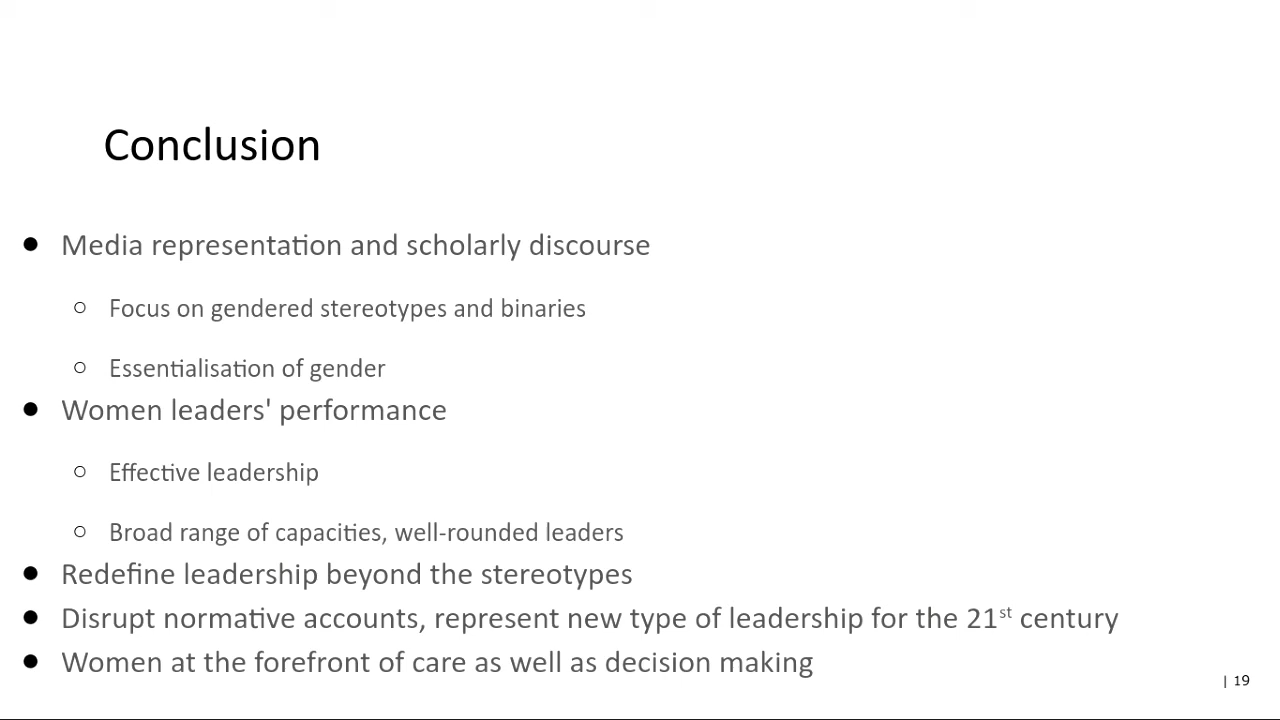 Conclusion
● Media representation and scholarly discourse
○ Focus on gendered stereotypes and binaries
○ Essentialisation of gender
● Women leaders' performance
○ Effective leadership
○ Broad range of capacities, well-rounded leaders
● Redefine leadership beyond the stereotypes
● Disrupt normative accounts, represent new type of leadership for the 21st century
● Women at the forefront of care as well as decision making
| 19